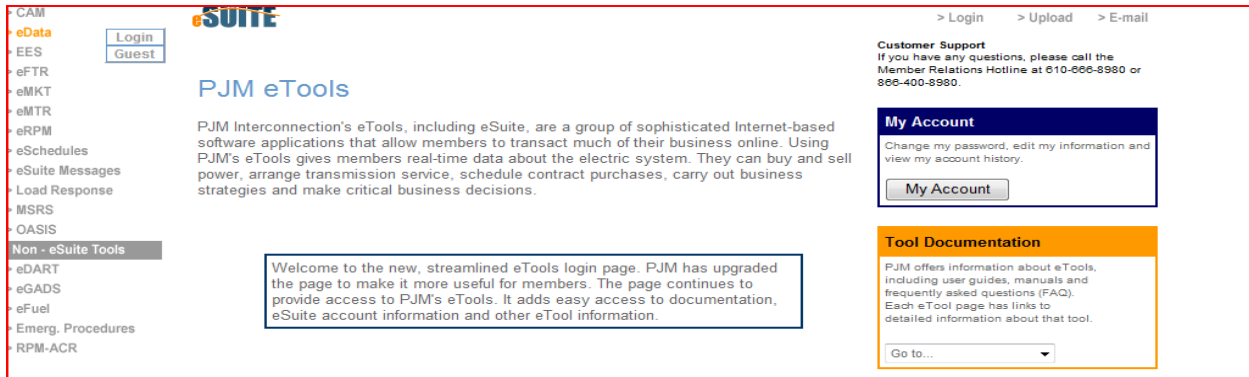 > CAM
> eData
Login
Guest
> EES
> eFTR
> eMKT
> eMTR
> eRPM
> eSchedules
> eSuite Messages
> Load Response
> MSRS
> OASIS
Non - eSuite Tools
> eDART
> eGADS
> eFuel
> Emerg. Procedures
> RPM-ACR
eSUITE
PJM eTools
PJM Interconnection's eTools, including eSuite, are a group of sophisticated Internet-based
software applications that allow members to transact much of their business online. Using
PJM's eTools gives members real-time data about the electric system. They can buy and sell
power, arrange transmission service, schedule contract purchases, carry out business
strategies and make critical business decisions.
Welcome to the new, streamlined eTools login page. PJM has upgraded
the page to make it more useful for members. The page continues to
provide access to PJM's eTools. It adds easy access to documentation,
eSuite account information and other eTool information.
> Login > Upload > E-mail
Customer Support
If you have any questions, please call the
Member Relations Hotline at 610-666-8980 or
866-400-8980.
My Account
Change my password, edit my information and
view my account history.
My Account
Tool Documentation
PJM offers information about eTools,
including user guides, manuals and
frequently asked questions (FAQ).
Each eTool page has links to
detailed information about that tool.
Go to...